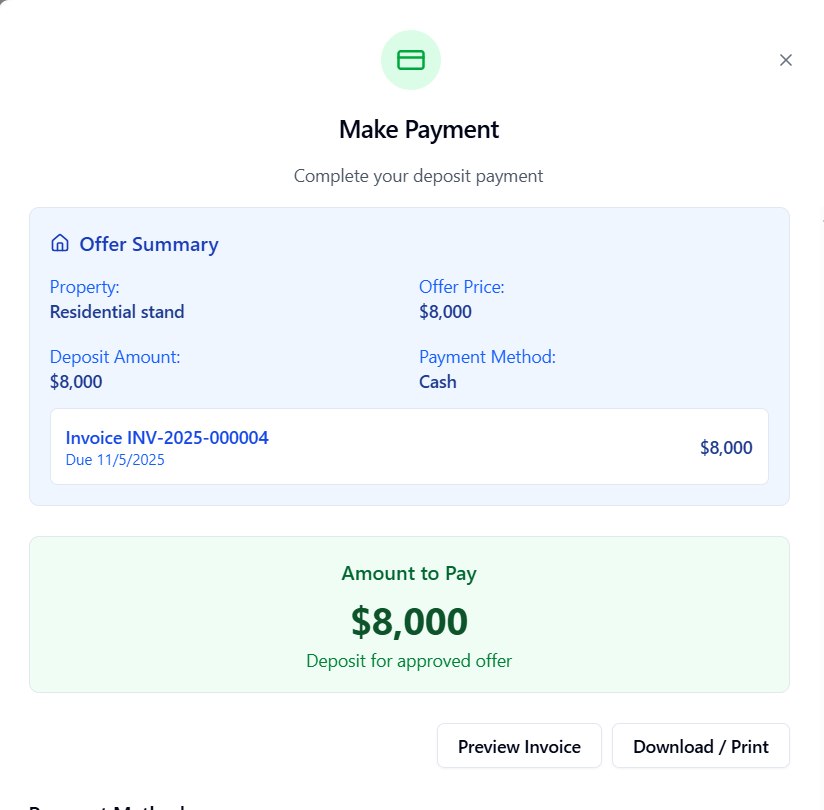 Make Payment
Complete your deposit payment
Offer Summary
Property:
Residential stand
Offer Price:
$8,000
Deposit Amount:
$8,000
Payment Method:
Cash
Invoice INV-2025-000004
Due 11/5/2025
$8,000
Amount to Pay
$8,000
Deposit for approved offer
Preview Invoice
Download / Print